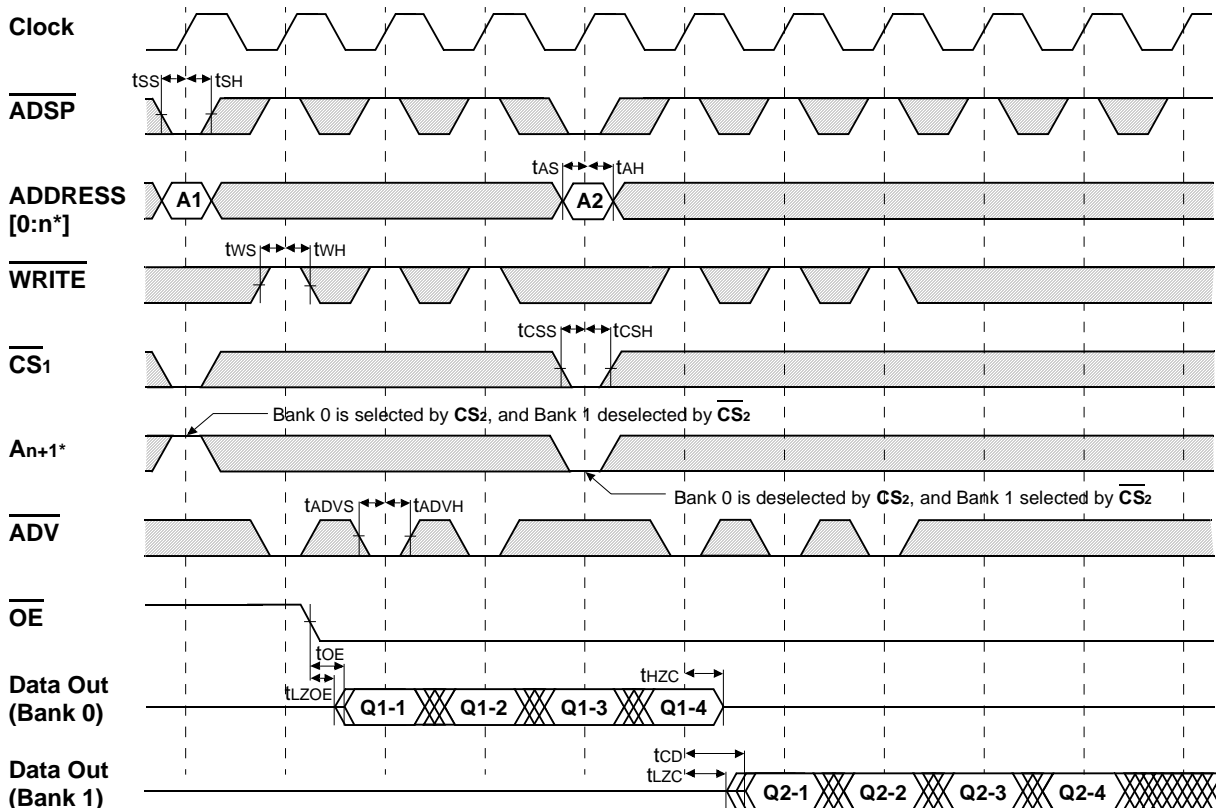 Clock
tSS tSH
ADSP
tAS tAH
ADDRESS
[0:n*]
A1 A2
tWS tWH
WRITE
tCSS tCSH
CS1
Bank 0 is selected by CS2, and Bank 1 deselected by CS2
An+1*
Bank 0 is deselected by CS2, and Bank 1 selected by CS2
tADVS tADVH
ADV
OE
tOE
tLZOE
tHZC
Data Out
(Bank 0)
Q1-1 Q1-2 Q1-3 Q1-4
tCD
tLZC
Data Out
(Bank 1)
Q2-1 Q2-2 Q2-3 Q2-4